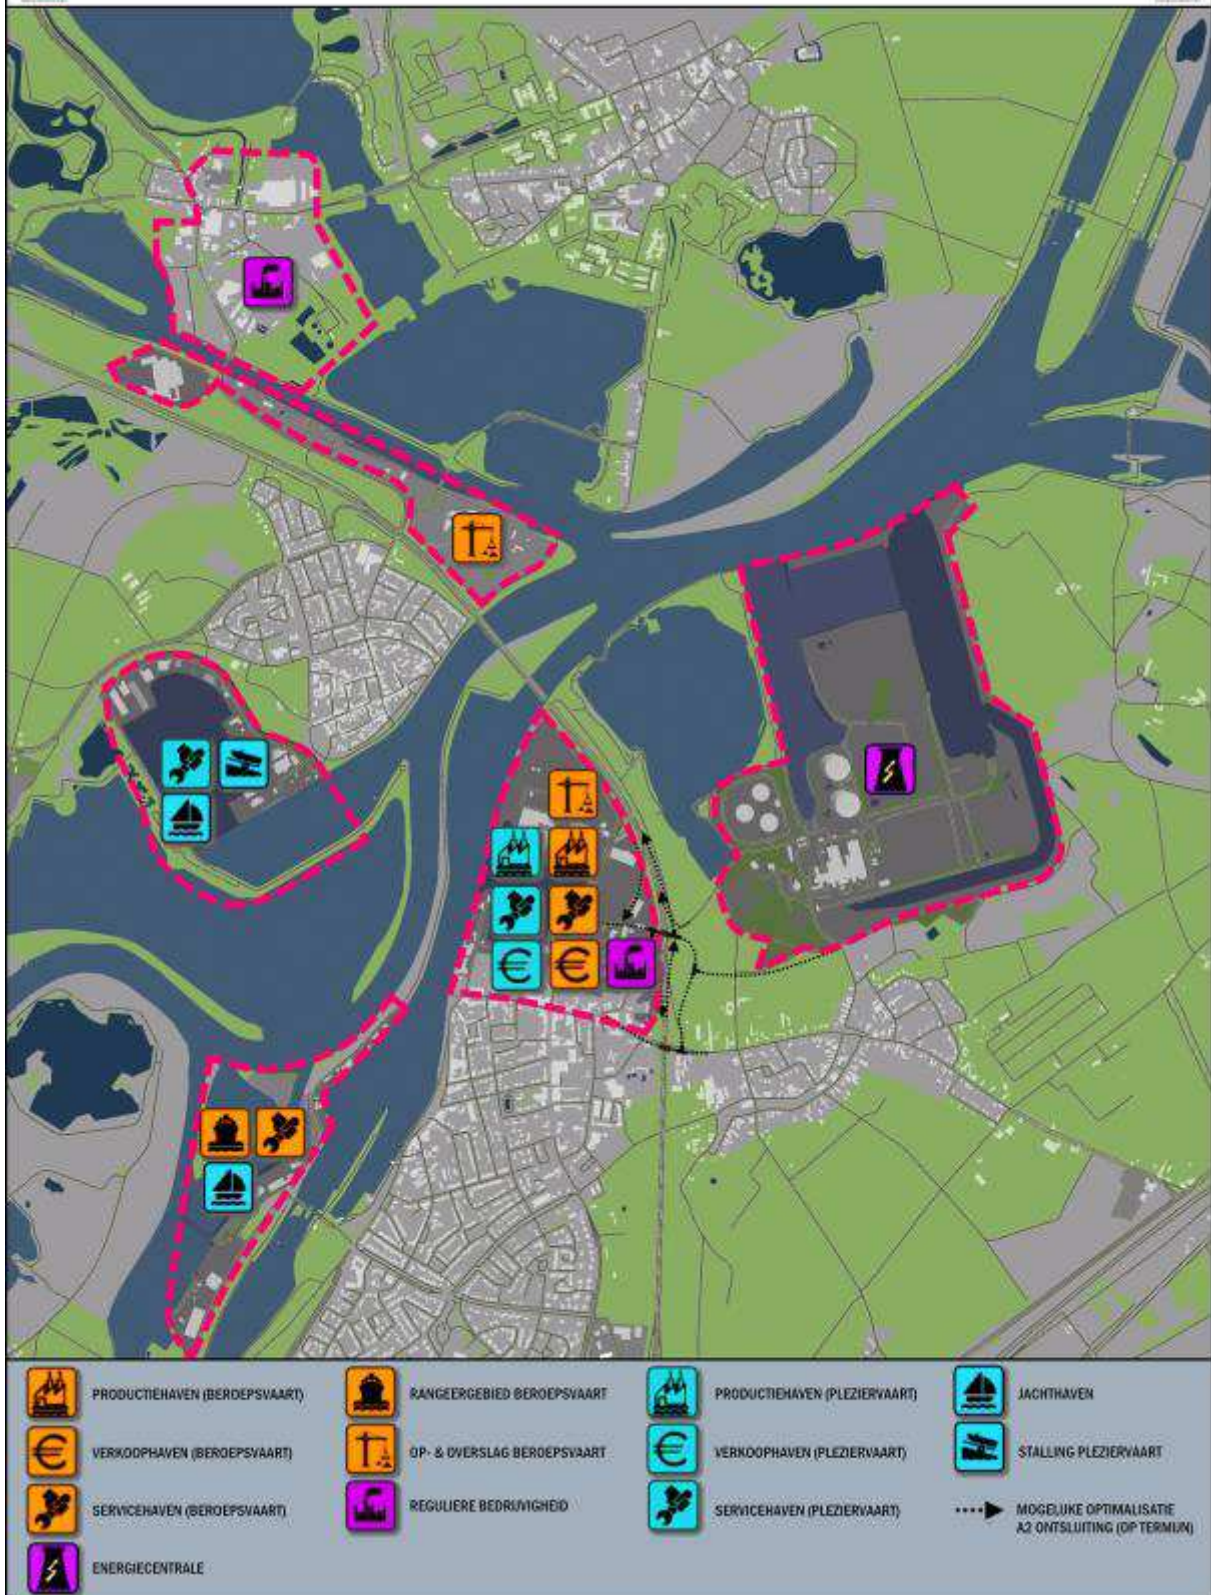 PRODUCTIEHAVEN (BEROEPSVAART)
RANGEERGEBIED BEROEPSVAART
PRODUCTIEHAVEN (PLEZIERVAART)
JACHTHAVEN
VERKOOPHAVEN (BEROEPSVAART)
OP- & OVERSLAG BEROEPSVAART
VERKOOPHAVEN (PLEZIERVAART)
STALLING PLEZIERVAART
SERVICEHAVEN (BEROEPSVAART)
REGULIERE BEDRIJVIGHEID
SERVICEHAVEN (PLEZIERVAART)
MOGELIJKE OPTIMALISATIE
A2 ONTSLUITING (OP TERMIJN)
ENERGIECENTRALE